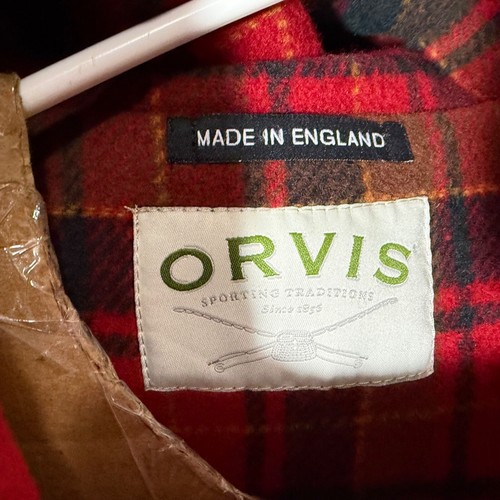 MADE IN ENGLAND
ORVIS
SPORTING TRADITIONS
Since 1856